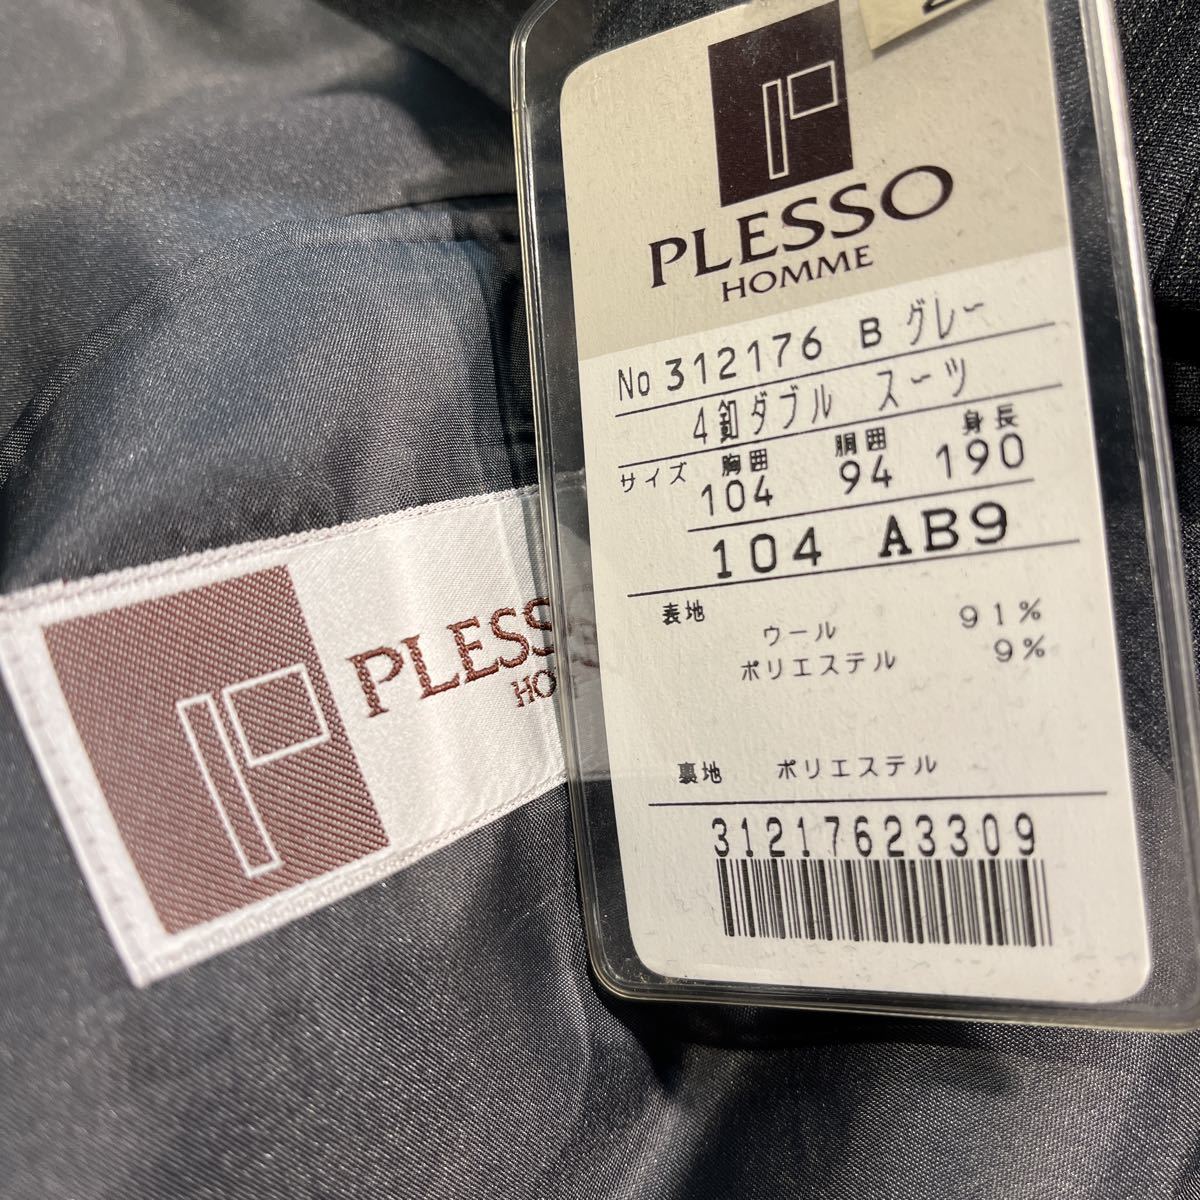 PLESSO
HOMME
No 312176 B グレー
4釦ダブル スーツ
サイズ 胸囲 胴囲 身長
104 94 190
104 AB9
表地
ウール 91%
ポリエステル 9%
裏地 ポリエステル
31217623309
PLESS
HO